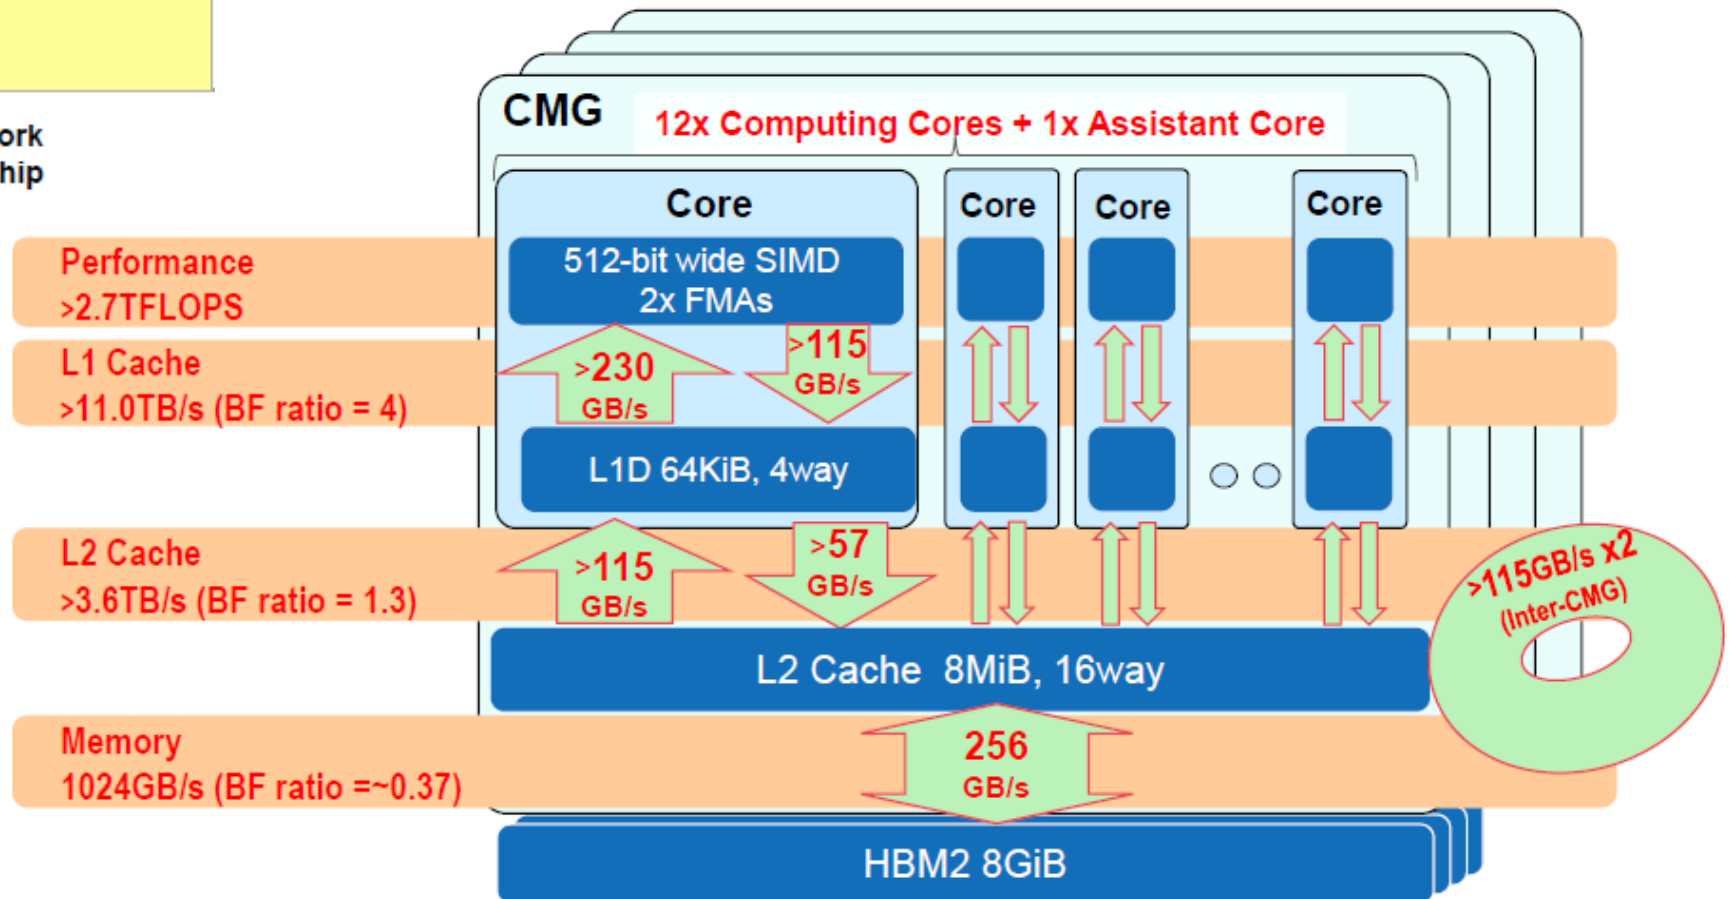 ork
hip
CMG
12x Computing Cores + 1x Assistant Core
Core
Core
Core
Core
512-bit wide SIMD
2x FMAs
Performance
>2.7TFLOPS
L1 Cache
>11.0TB/s (BF ratio = 4)
>230
GB/s
>115
GB/s
L1D 64KiB, 4way
L2 Cache
>3.6TB/s (BF ratio = 1.3)
>115
GB/s
>57
GB/s
>115GB/s x2
(Inter-CMG)
L2 Cache 8MiB, 16way
Memory
1024GB/s (BF ratio =~0.37)
256
GB/s
HBM2 8GiB